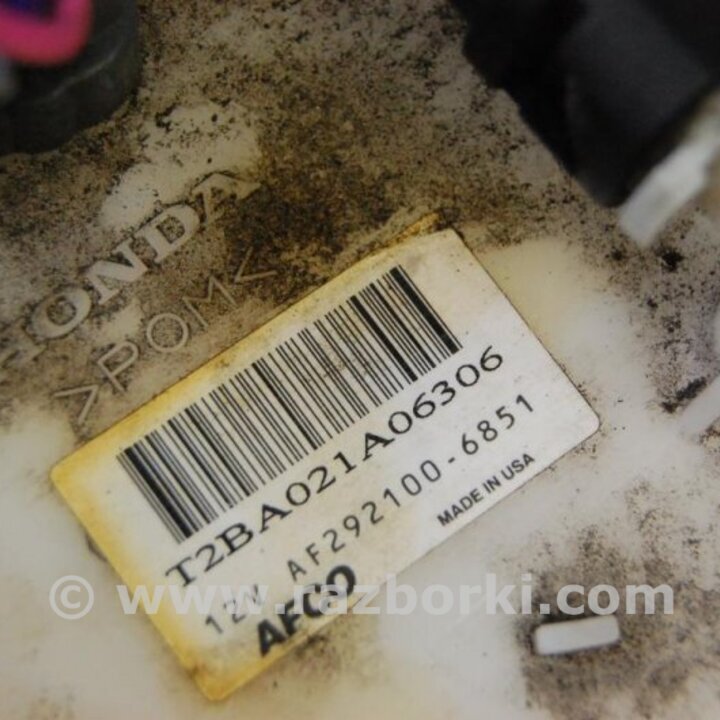 HONDA
>POM<
T2BA021A06306
12V AF292100-6851
MADE IN USA
AFCO
© www.razborki.com